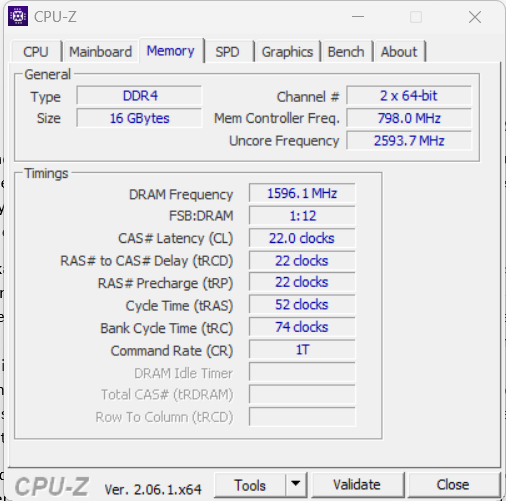 CPU-Z
CPU Mainboard Memory SPD Graphics Bench About
General
Type DDR4 Channel # 2 x 64-bit
Size 16 GBytes Mem Controller Freq. 798.0 MHz
Uncore Frequency 2593.7 MHz
Timings
DRAM Frequency 1596.1 MHz
FSB:DRAM 1:12
CAS# Latency (CL) 22.0 clocks
RAS# to CAS# Delay (tRCD) 22 clocks
RAS# Precharge (tRP) 22 clocks
Cycle Time (tRAS) 52 clocks
Bank Cycle Time (tRC) 74 clocks
Command Rate (CR) 1T
DRAM Idle Timer
Total CAS# (tRDRAM)
Row To Column (tRCD)
CPU-Z Ver. 2.06.1.x64 Tools Validate Close